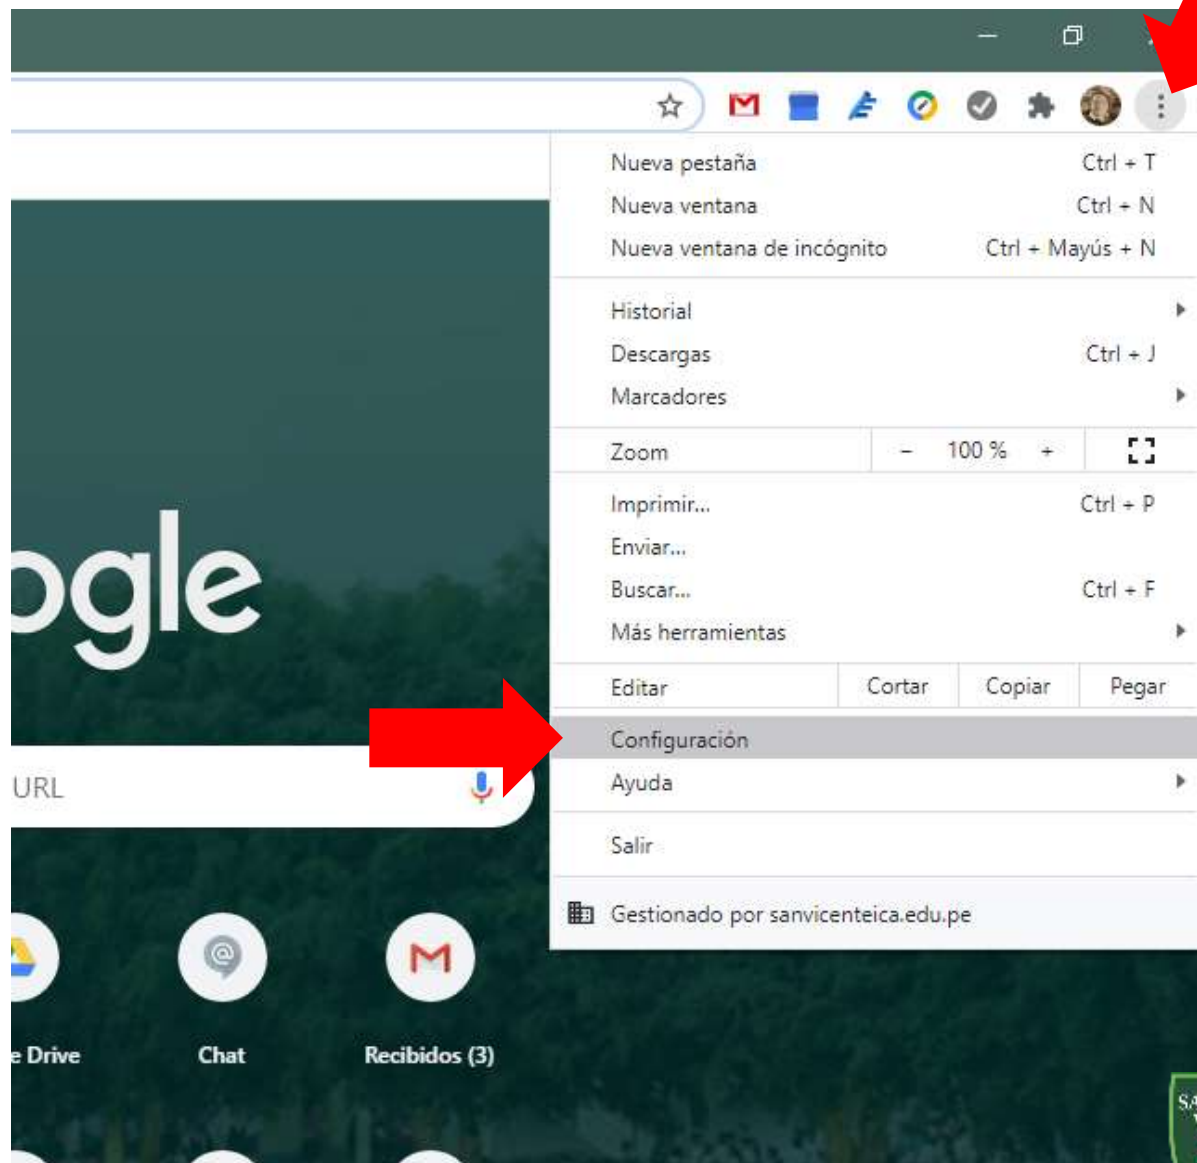 Nueva pestaña Ctrl + T
Nueva ventana Ctrl + N
Nueva ventana de incógnito Ctrl + Mayús + N
Historial
Descargas Ctrl + J
Marcadores
Zoom - 100 % +
Imprimir... Ctrl + P
Enviar...
Buscar... Ctrl + F
Más herramientas
Editar Cortar Copiar Pegar
Configuración
Ayuda
Salir
Gestionado por sanvicenteica.edu.pe
ogle
URL
e Drive Chat Recibidos (3)
SA